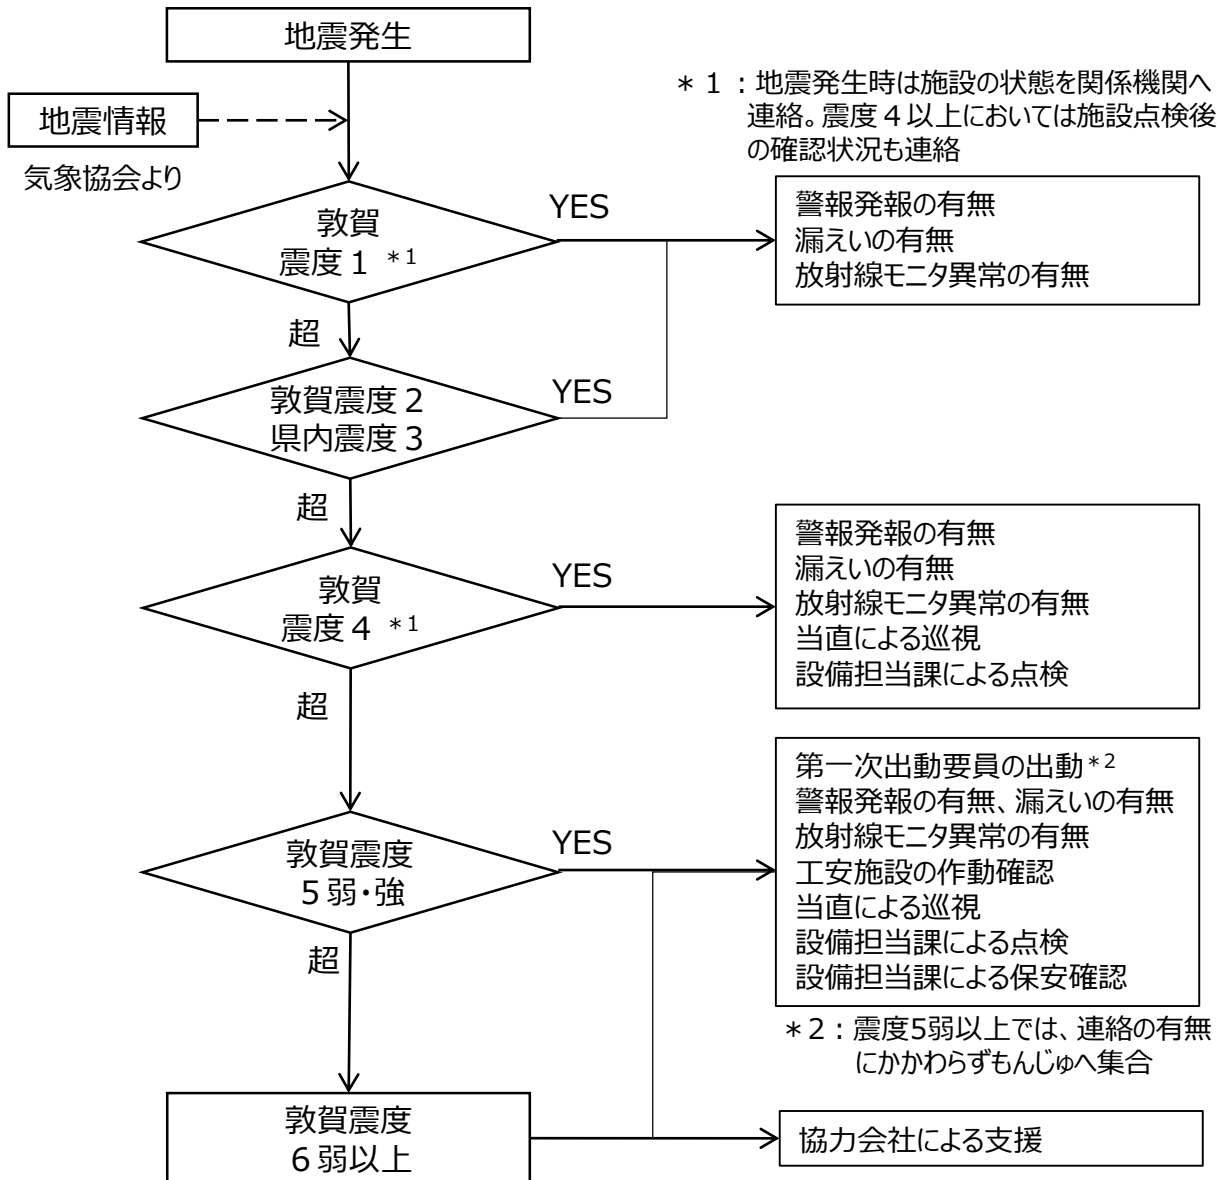 地震発生
地震情報
気象協会より
*1：地震発生時は施設の状態を関係機関へ
連絡。震度4以上においては施設点検後
の確認状況も連絡
敦賀
震度1 *1
YES
警報発報の有無
漏えいの有無
放射線モニタ異常の有無
超
敦賀震度2
県内震度3
YES
超
敦賀
震度4 *1
YES
警報発報の有無
漏えいの有無
放射線モニタ異常の有無
当直による巡視
設備担当課による点検
超
敦賀震度
5弱・強
YES
第一次出動要員の出動*2
警報発報の有無、漏えいの有無
放射線モニタ異常の有無
工安施設の作動確認
当直による巡視
設備担当課による点検
設備担当課による保安確認
*2：震度5弱以上では、連絡の有無
にかかわらずもんじゅへ集合
超
敦賀震度
6弱以上
協力会社による支援